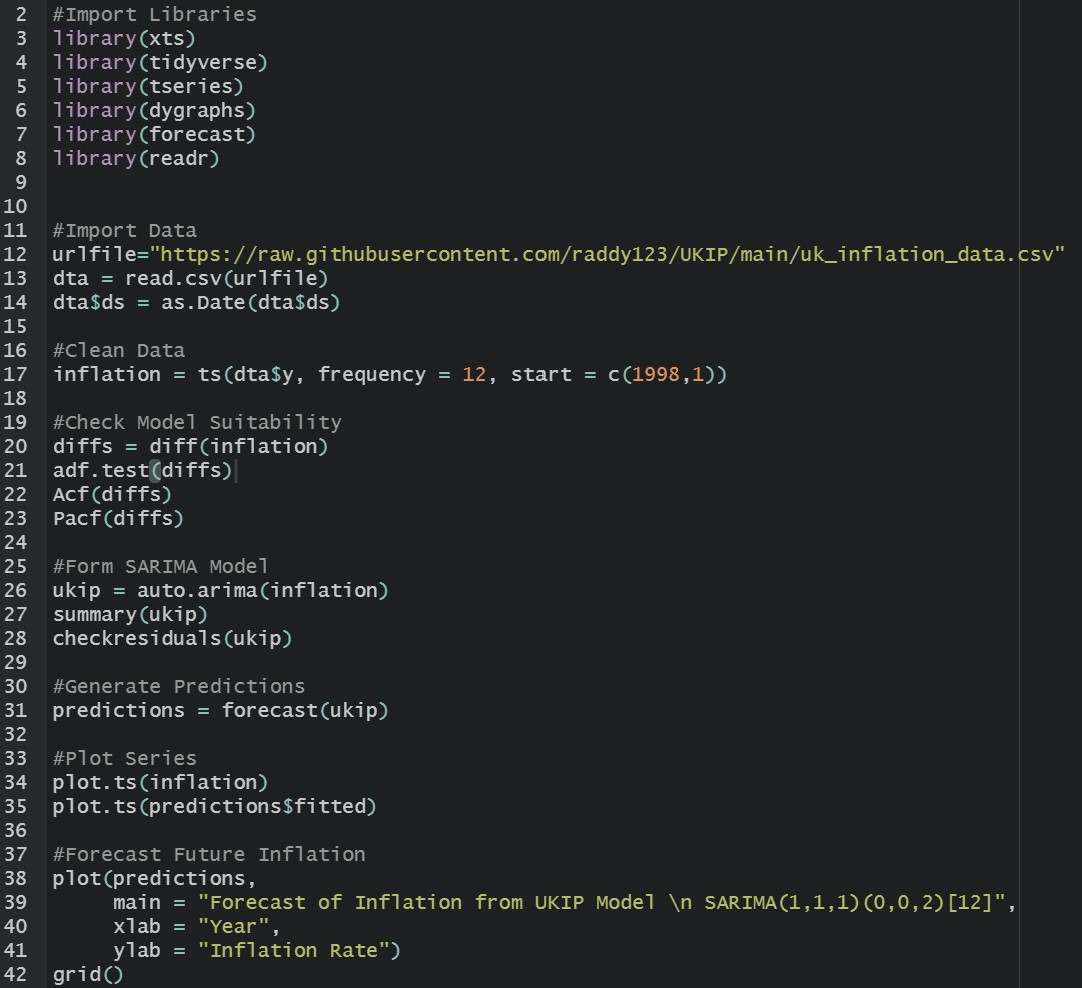 2 #Import Libraries
3 library(xts)
4 library(tidyverse)
5 library(tseries)
6 library(dygraphs)
7 library(forecast)
8 library(readr)
9
10
11 #Import Data
12 urlfile="https://raw.githubusercontent.com/raddy123/UKIP/main/uk_inflation_data.csv"
13 dta = read.csv(urlfile)
14 dta$ds = as.Date(dta$ds)
15
16 #Clean Data
17 inflation = ts(dta$y, frequency = 12, start = c(1998,1))
18
19 #Check Model Suitability
20 diffs = diff(inflation)
21 adf.test(diffs)
22 Acf(diffs)
23 Pacf(diffs)
24
25 #Form SARIMA Model
26 ukip = auto.arima(inflation)
27 summary(ukip)
28 checkresiduals(ukip)
29
30 #Generate Predictions
31 predictions = forecast(ukip)
32
33 #Plot Series
34 plot.ts(inflation)
35 plot.ts(predictions$fitted)
36
37 #Forecast Future Inflation
38 plot(predictions,
39      main = "Forecast of Inflation from UKIP Model \n SARIMA(1,1,1)(0,0,2)[12]",
40      xlab = "Year",
41      ylab = "Inflation Rate")
42 grid()